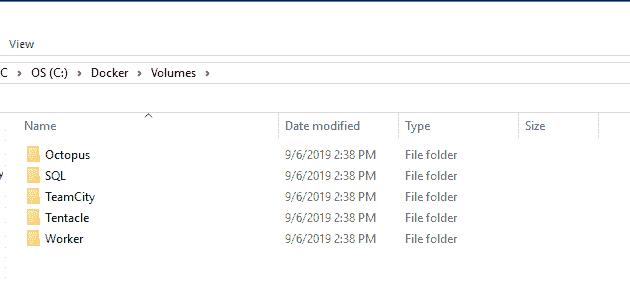 View
C > OS (C:) > Docker > Volumes >
Name Date modified Type Size
Octopus 9/6/2019 2:38 PM File folder
SQL 9/6/2019 2:38 PM File folder
TeamCity 9/6/2019 2:38 PM File folder
Tentacle 9/6/2019 2:38 PM File folder
y
Worker 9/6/2019 2:38 PM File folder